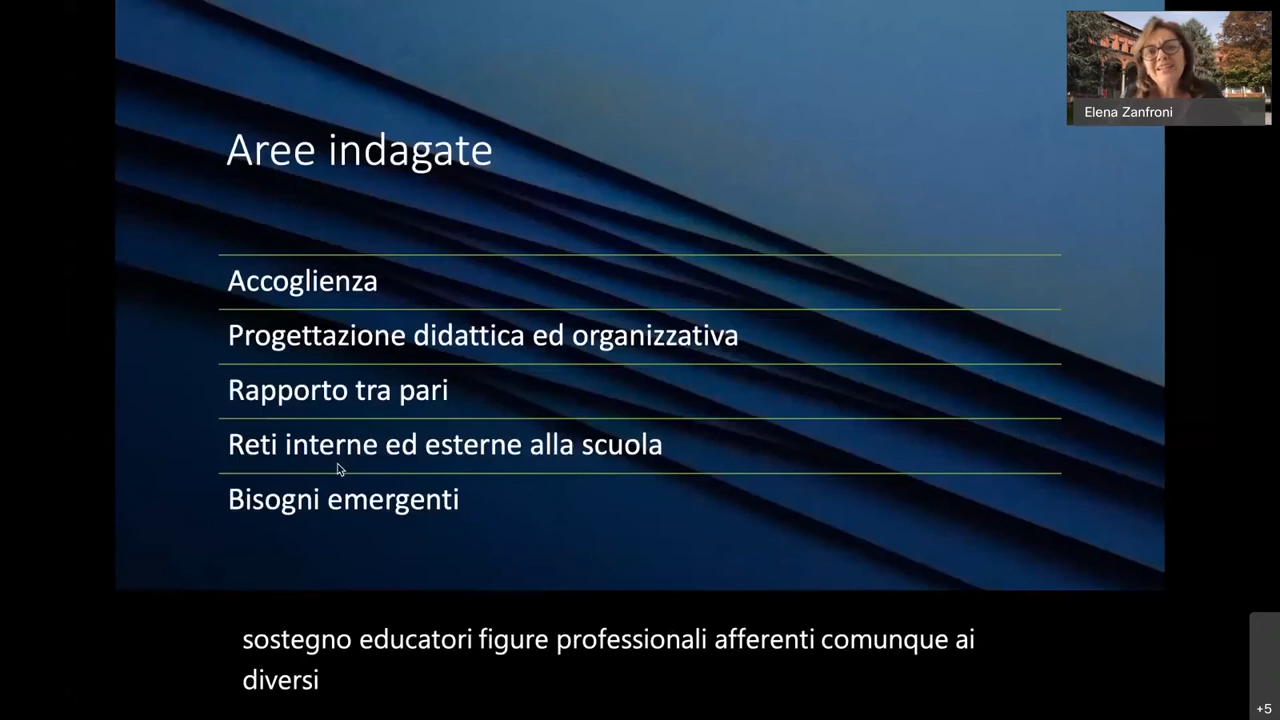 Elena Zanfroni
Aree indagate
Accoglienza
Progettazione didattica ed organizzativa
Rapporto tra pari
Reti interne ed esterne alla scuola
Bisogni emergenti
sostegno educatori figure professionali afferenti comunque ai
diversi
+5